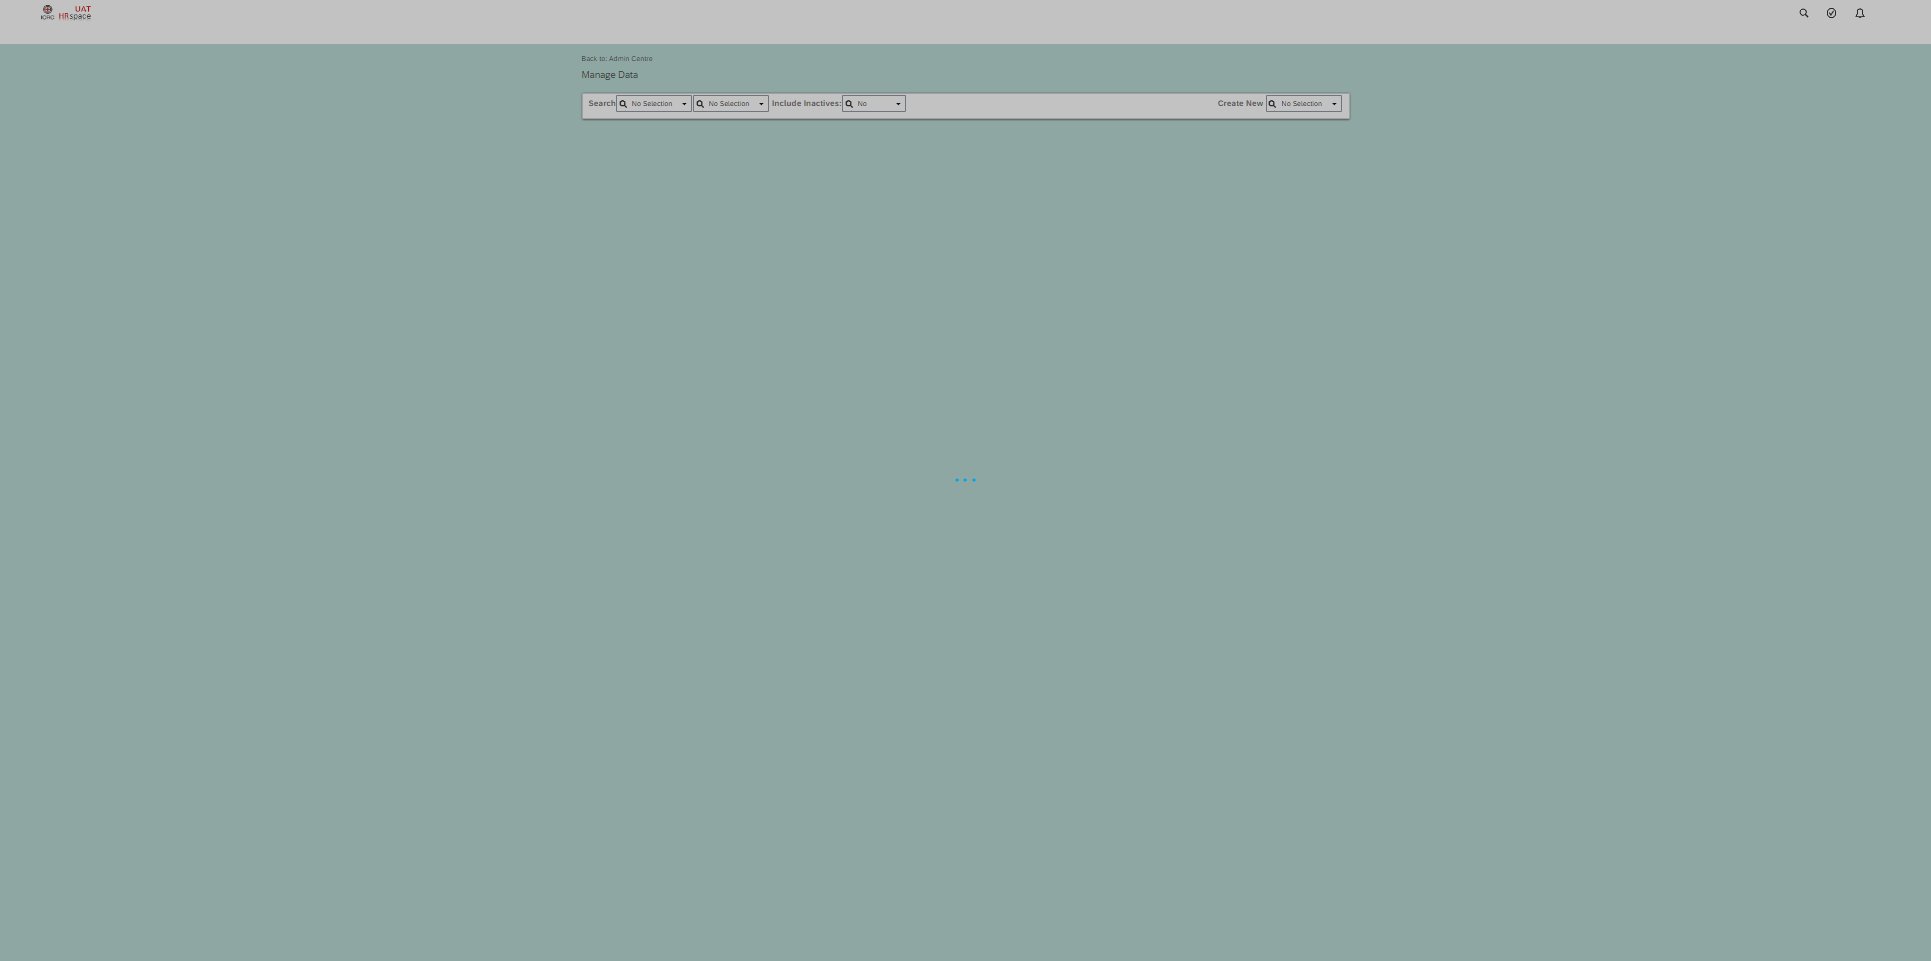 UAT
ICRC HRspace
Back to: Admin Centre
Manage Data
Search No Selection No Selection Include Inactives: No Create New No Selection